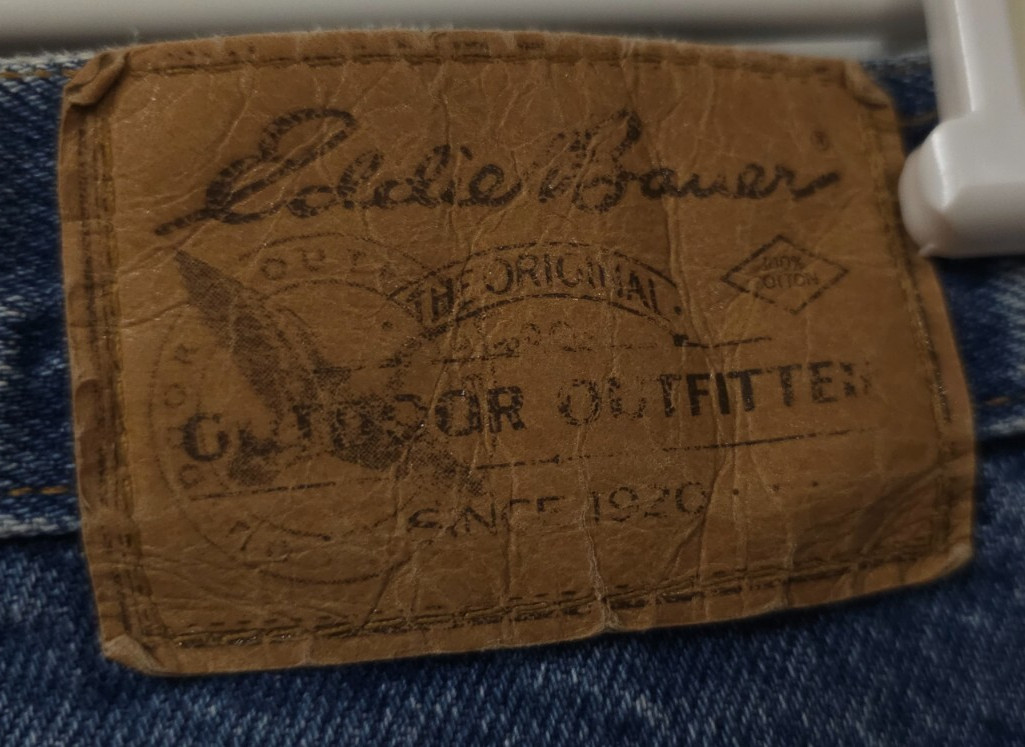 Eddie Bauer ®
THE ORIGINAL
100%
COTTON
OUTDOOR OUTFITTER
SINCE 1920